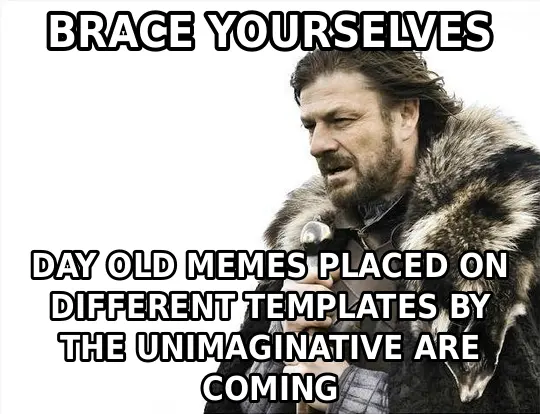 BRACE YOURSELVES
DAY OLD MEMES PLACED ON
DIFFERENT TEMPLATES BY
THE UNIMAGINATIVE ARE
COMING